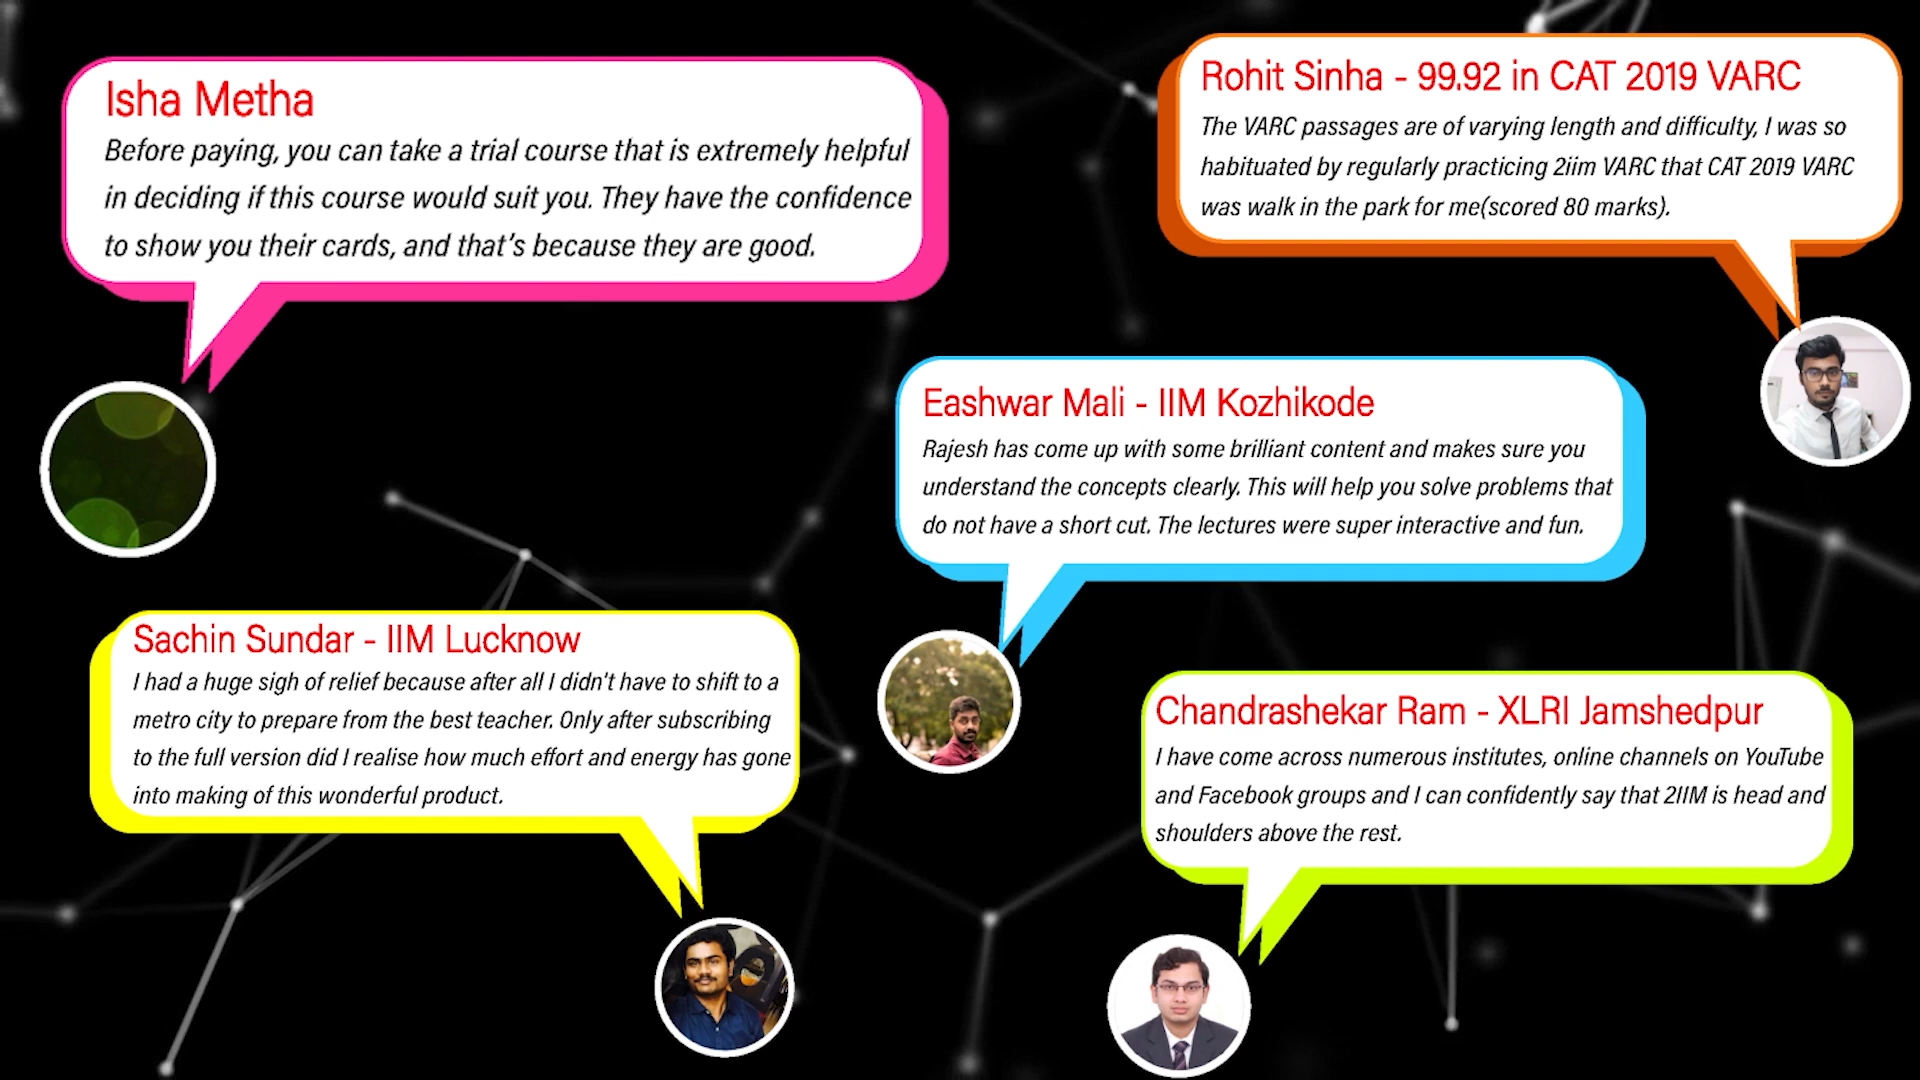 Isha Metha
Before paying, you can take a trial course that is extremely helpful
in deciding if this course would suit you. They have the confidence
to show you their cards, and that's because they are good.
Rohit Sinha - 99.92 in CAT 2019 VARC
The VARC passages are of varying length and difficulty, I was so
habituated by regularly practicing 2iim VARC that CAT 2019 VARC
was walk in the park for me(scored 80 marks).
Eashwar Mali - IIM Kozhikode
Rajesh has come up with some brilliant content and makes sure you
understand the concepts clearly. This will help you solve problems that
do not have a short cut. The lectures were super interactive and fun.
Sachin Sundar - IIM Lucknow
I had a huge sigh of relief because after all I didn't have to shift to a
metro city to prepare from the best teacher. Only after subscribing
to the full version did I realise how much effort and energy has gone
into making of this wonderful product.
Chandrashekar Ram - XLRI Jamshedpur
I have come across numerous institutes, online channels on YouTube
and Facebook groups and I can confidently say that 2IIM is head and
shoulders above the rest.